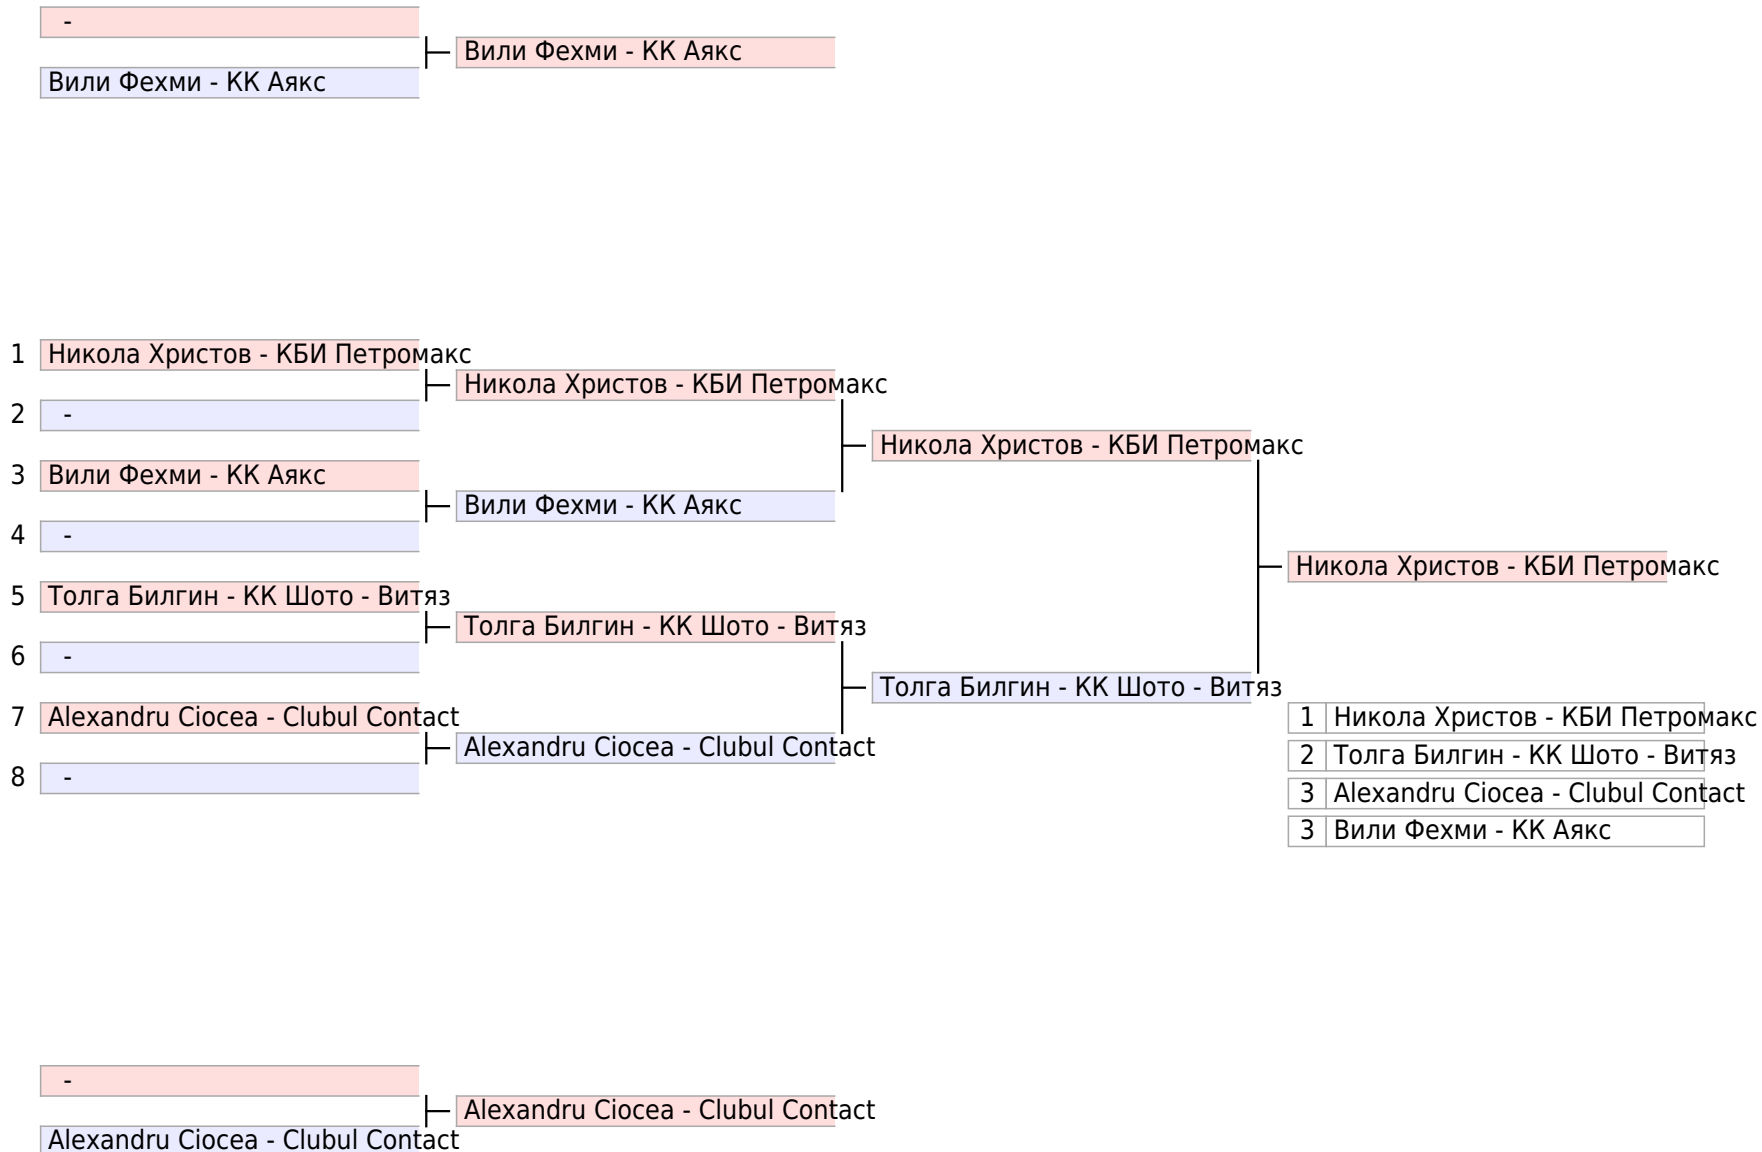 -
Вили Фехми - КК Аякс
Вили Фехми - КК Аякс
1 Никола Христов - КБИ Петромакс
Никола Христов - КБИ Петромакс
2 -
Никола Христов - КБИ Петромакс
3 Вили Фехми - КК Аякс
Вили Фехми - КК Аякс
4 -
Никола Христов - КБИ Петромакс
5 Толга Билгин - КК Шото - Витяз
Толга Билгин - КК Шото - Витяз
6 -
Толга Билгин - КК Шото - Витяз
7 Alexandru Ciocea - Clubul Contact
Alexandru Ciocea - Clubul Contact
8 -
1 Никола Христов - КБИ Петромакс
2 Толга Билгин - КК Шото - Витяз
3 Alexandru Ciocea - Clubul Contact
3 Вили Фехми - КК Аякс
-
Alexandru Ciocea - Clubul Contact
Alexandru Ciocea - Clubul Contact